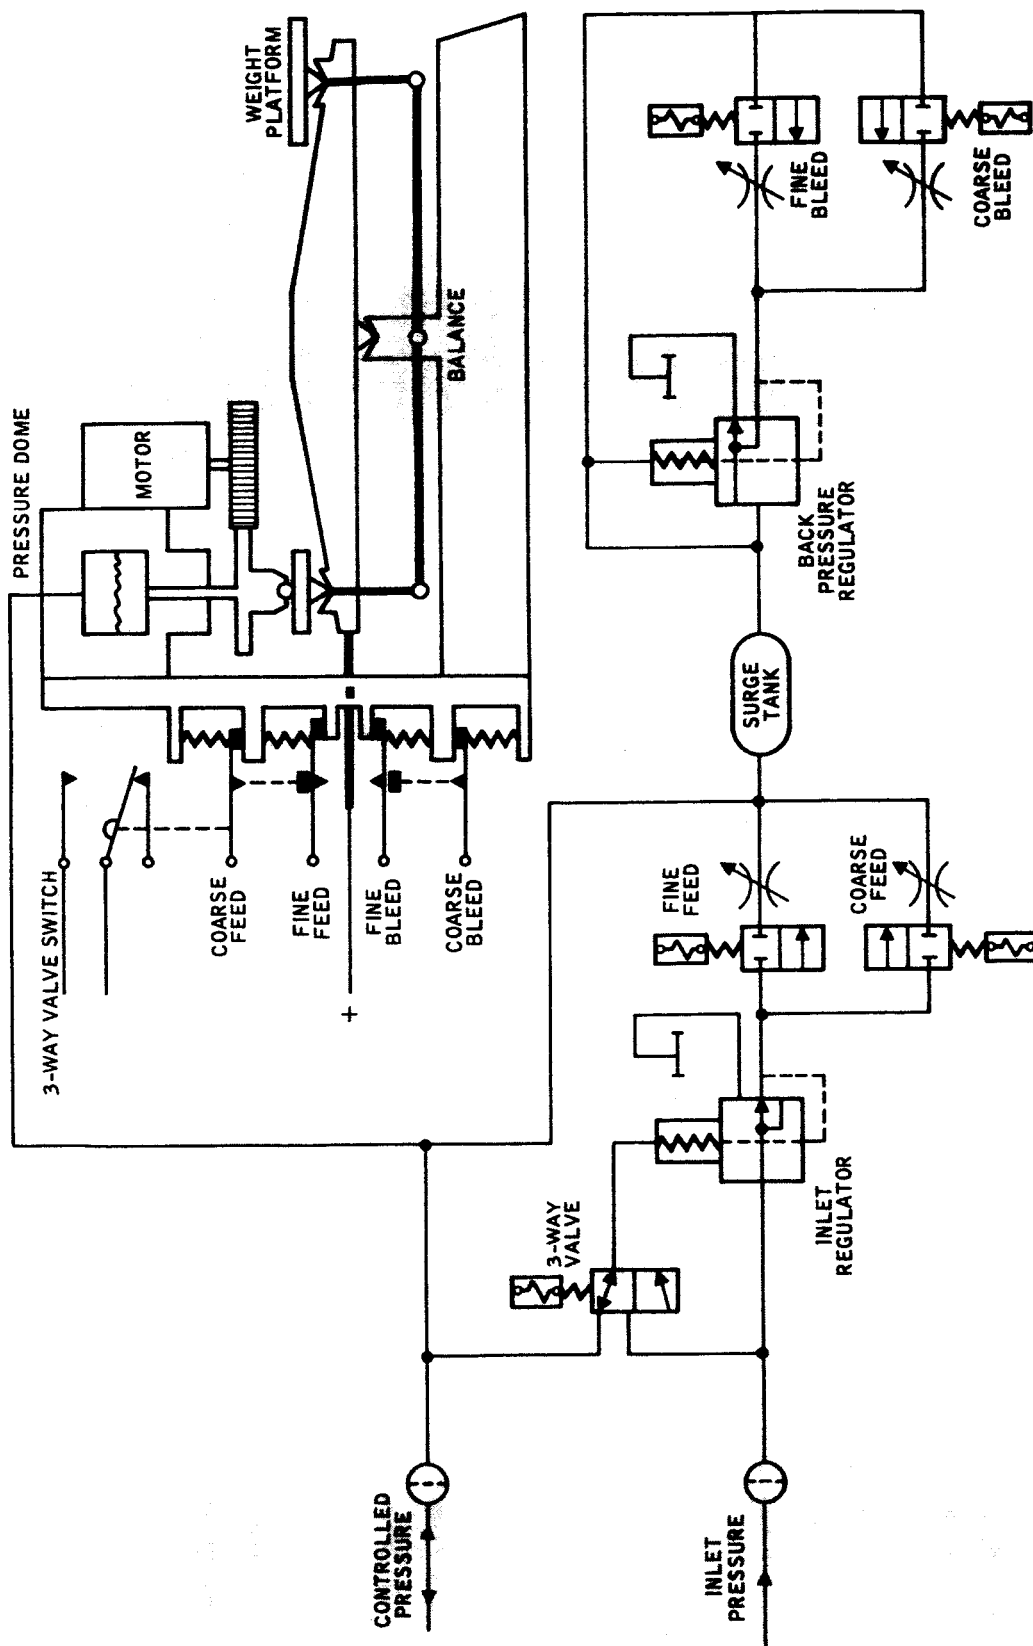 PRESSURE DOME
MOTOR
WEIGHT
PLATFORM
BALANCE
3-WAY VALVE SWITCH
COARSE
FEED
FINE
FEED
+
FINE
BLEED
COARSE
BLEED
CONTROLLED
PRESSURE
3-WAY
VALVE
INLET
PRESSURE
INLET
REGULATOR
FINE
FEED
COARSE
FEED
SURGE
TANK
BACK
PRESSURE
REGULATOR
FINE
BLEED
COARSE
BLEED